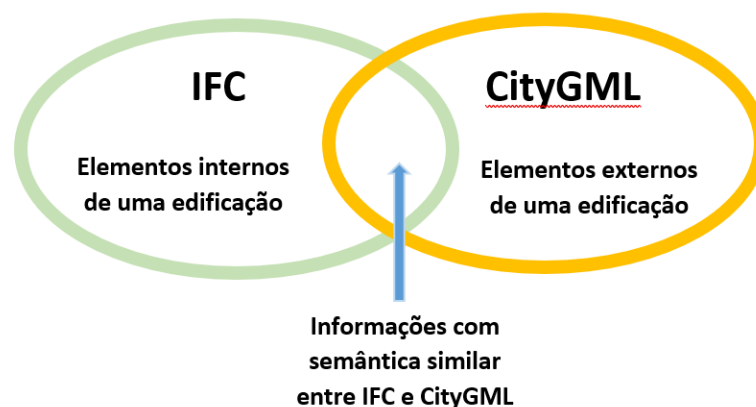 IFC
Elementos internos
de uma edificação
CityGML
Elementos externos
de uma edificação
Informações com
semântica similar
entre IFC e CityGML